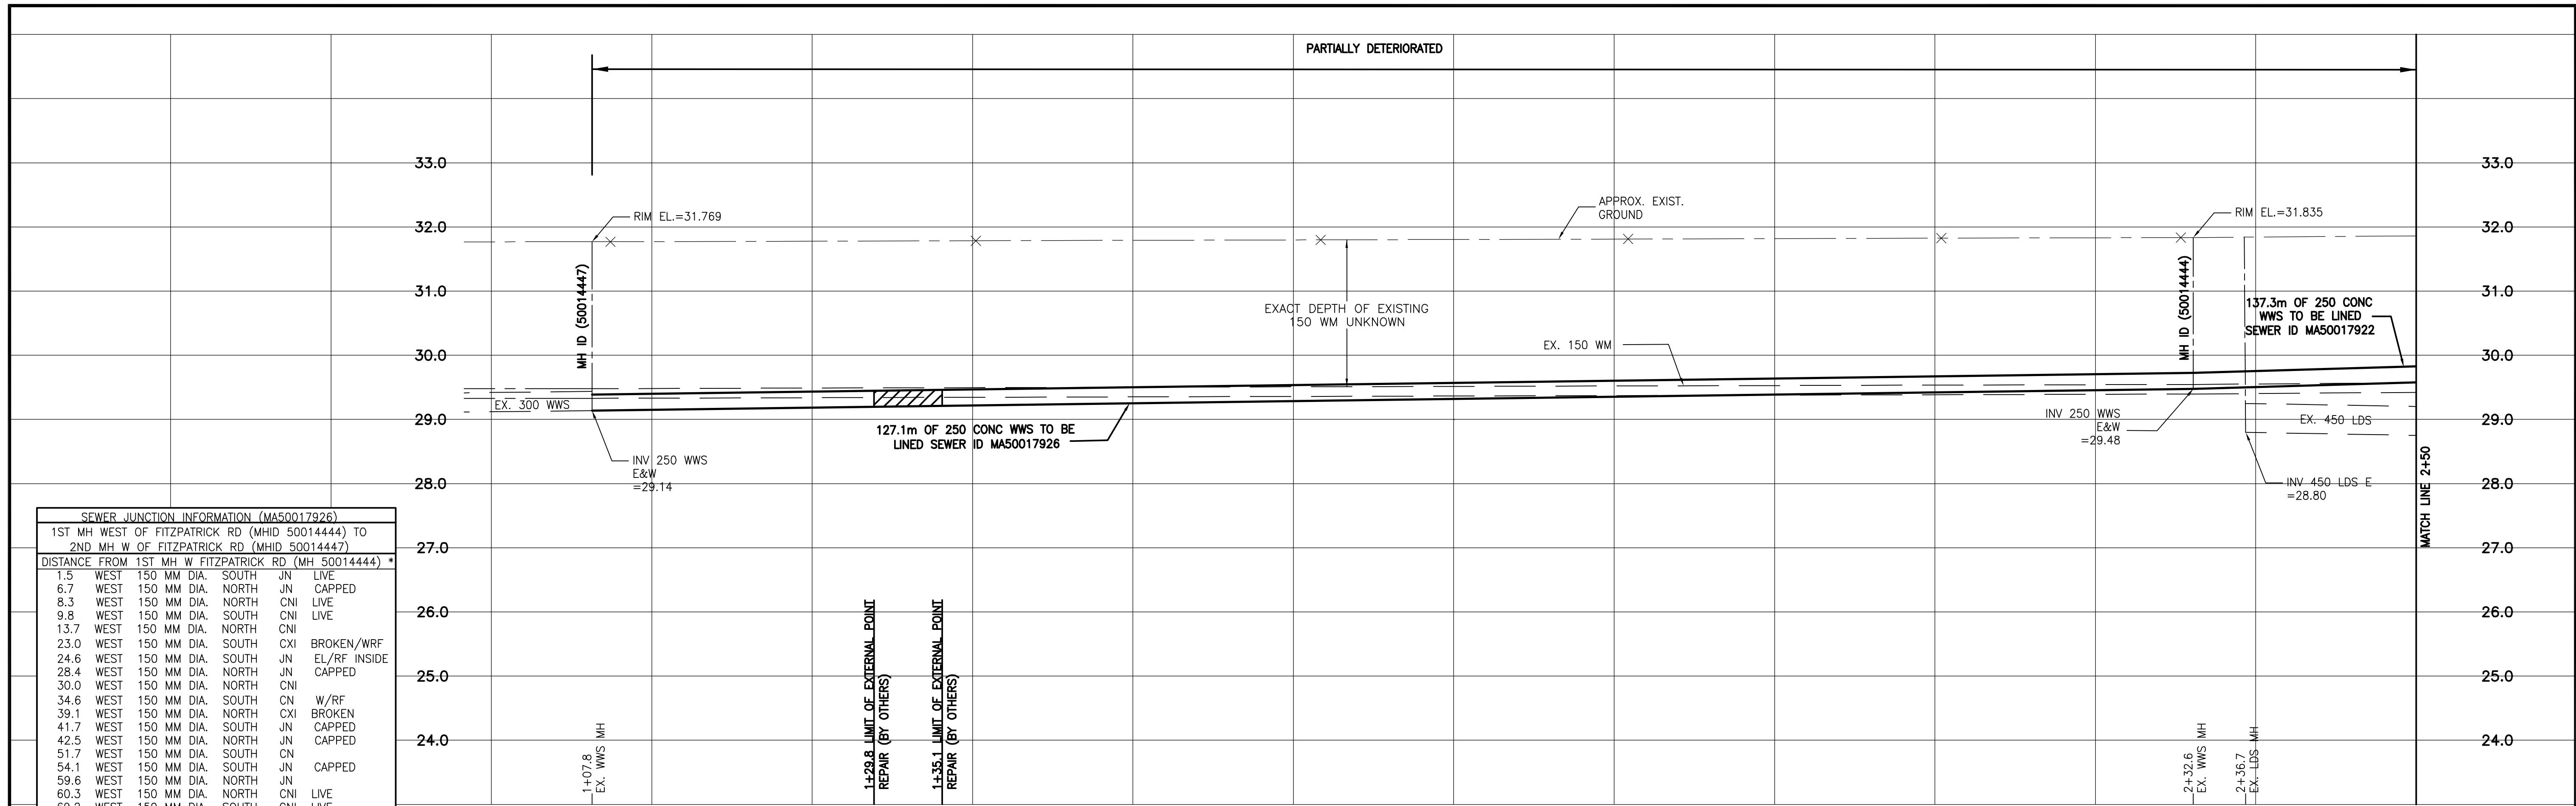 PARTIALLY DETERIORATED
33.0
33.0
RIM EL.=31.769
APPROX. EXIST.
GROUND
RIM EL.=31.835
32.0
32.0
MH ID (50014447)
MH ID (50014444)
31.0
31.0
EXACT DEPTH OF EXISTING
150 WM UNKNOWN
137.3m OF 250 CONC
WWS TO BE LINED
SEWER ID MA50017922
EX. 150 WM
30.0
30.0
EX. 300 WWS
29.0
29.0
127.1m OF 250 CONC WWS TO BE
LINED SEWER ID MA50017926
INV 250 WWS
E&W
=29.48
EX. 450 LDS
INV 250 WWS
E&W
=29.14
INV 450 LDS E
=28.80
28.0
28.0
MATCH LINE 2+50
27.0
27.0
26.0
26.0
25.0
25.0
24.0
24.0
SEWER JUNCTION INFORMATION (MA50017926)
1ST MH WEST OF FITZPATRICK RD (MHID 50014444) TO
2ND MH W OF FITZPATRICK RD (MHID 50014447)
DISTANCE FROM 1ST MH W FITZPATRICK RD (MH 50014444) *
1.5 WEST 150 MM DIA. SOUTH JN LIVE
6.7 WEST 150 MM DIA. NORTH JN CAPPED
8.3 WEST 150 MM DIA. NORTH CNI LIVE
9.8 WEST 150 MM DIA. SOUTH CNI LIVE
13.7 WEST 150 MM DIA. NORTH CNI
23.0 WEST 150 MM DIA. SOUTH CXI BROKEN/WRF
24.6 WEST 150 MM DIA. SOUTH JN EL/RF INSIDE
28.4 WEST 150 MM DIA. NORTH JN CAPPED
30.0 WEST 150 MM DIA. NORTH CNI
34.6 WEST 150 MM DIA. SOUTH CN W/RF
39.1 WEST 150 MM DIA. NORTH CXI BROKEN
41.7 WEST 150 MM DIA. SOUTH JN CAPPED
42.5 WEST 150 MM DIA. NORTH JN CAPPED
51.7 WEST 150 MM DIA. SOUTH CN
54.1 WEST 150 MM DIA. SOUTH JN CAPPED
59.6 WEST 150 MM DIA. NORTH JN
60.3 WEST 150 MM DIA. NORTH CNI LIVE
WEST 150 MM DIA. SOUTH CNI LIVE
1+07.8
EX. WWS MH
1+29.8 LIMIT OF EXTERNAL POINT
REPAIR (BY OTHERS)
1+35.1 LIMIT OF EXTERNAL POINT
REPAIR (BY OTHERS)
2+32.6
EX. WWS MH
2+36.7
EX. LDS MH